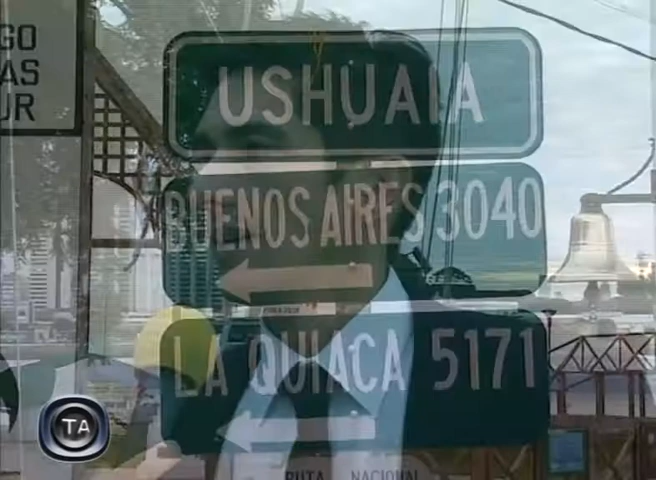 GO
AS
UR
USHUAIA
BUENOS AIRES 3040
LA QUIACA 5171
RUTA NACIONAL
TA